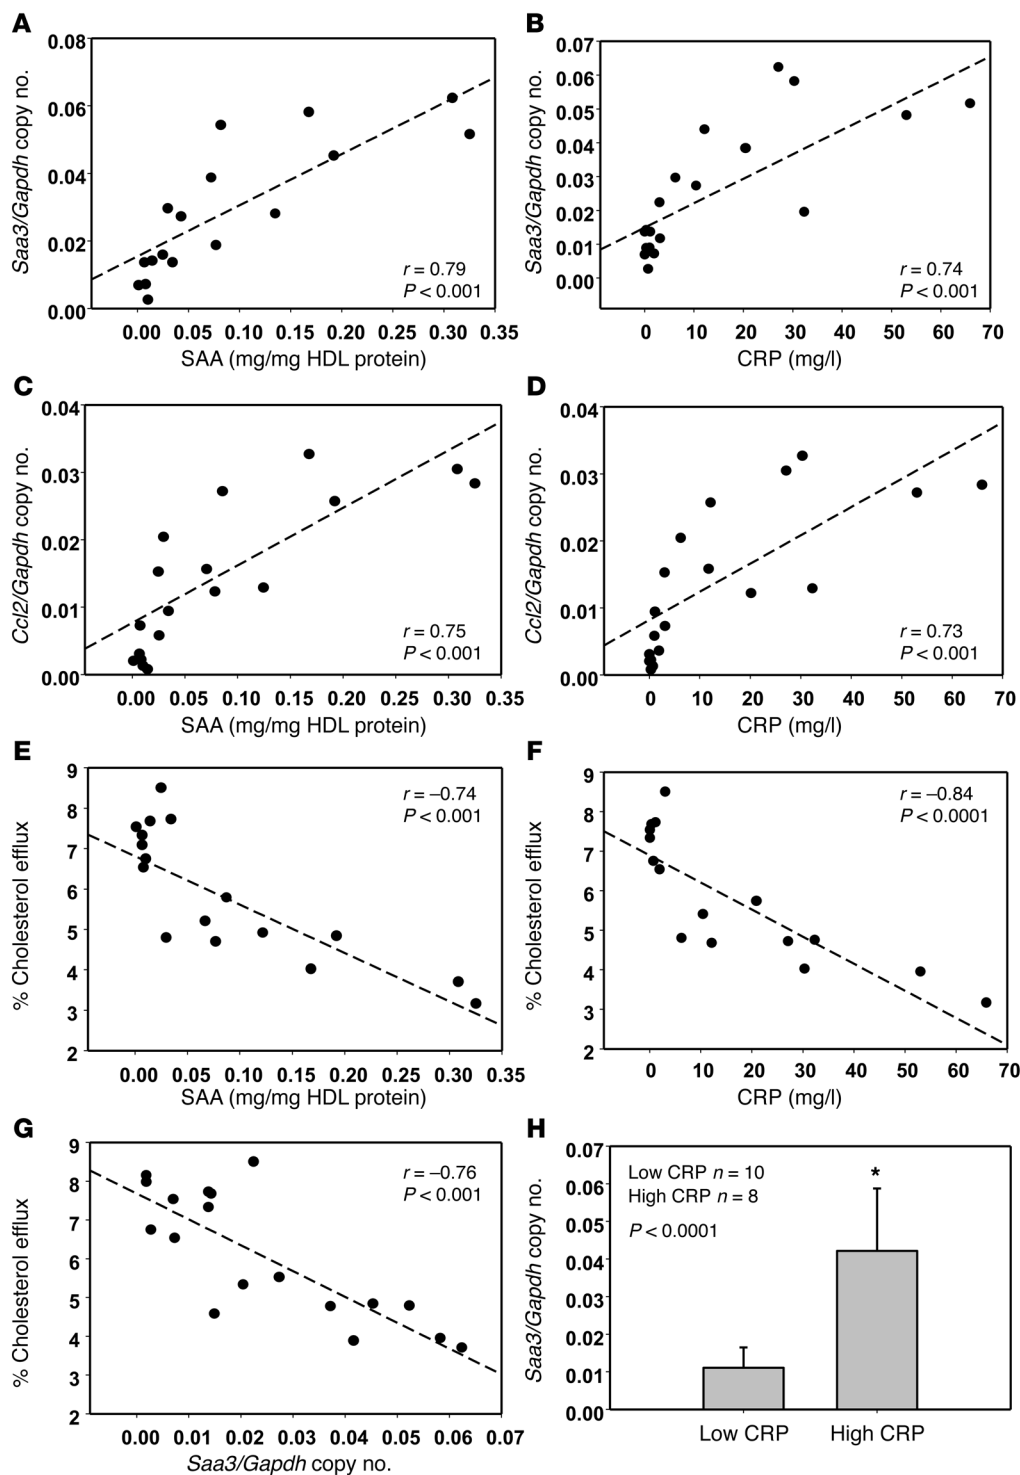 A
0.08
0.06
0.04
0.02
0.00
Saa3/Gapdh copy no.
r = 0.79
P < 0.001
0.00 0.05 0.10 0.15 0.20 0.25 0.30 0.35
SAA (mg/mg HDL protein)
B
0.07
0.06
0.05
0.04
0.03
0.02
0.01
0.00
Saa3/Gapdh copy no.
r = 0.74
P < 0.001
0 10 20 30 40 50 60 70
CRP (mg/l)
C
0.04
0.03
0.02
0.01
0.00
Ccl2/Gapdh copy no.
r = 0.75
P < 0.001
0.00 0.05 0.10 0.15 0.20 0.25 0.30 0.35
SAA (mg/mg HDL protein)
D
0.04
0.03
0.02
0.01
0.00
Ccl2/Gapdh copy no.
r = 0.73
P < 0.001
0 10 20 30 40 50 60 70
CRP (mg/l)
E
9
8
7
6
5
4
3
2
% Cholesterol efflux
r = –0.74
P < 0.001
0.00 0.05 0.10 0.15 0.20 0.25 0.30 0.35
SAA (mg/mg HDL protein)
F
9
8
7
6
5
4
3
2
% Cholesterol efflux
r = –0.84
P < 0.0001
0 10 20 30 40 50 60 70
CRP (mg/l)
G
9
8
7
6
5
4
3
2
% Cholesterol efflux
r = –0.76
P < 0.001
0.00 0.01 0.02 0.03 0.04 0.05 0.06 0.07
Saa3/Gapdh copy no.
H
0.07
0.06
0.05
0.04
0.03
0.02
0.01
0.00
Saa3/Gapdh copy no.
Low CRP n = 10
High CRP n = 8
P < 0.0001
*
Low CRP High CRP